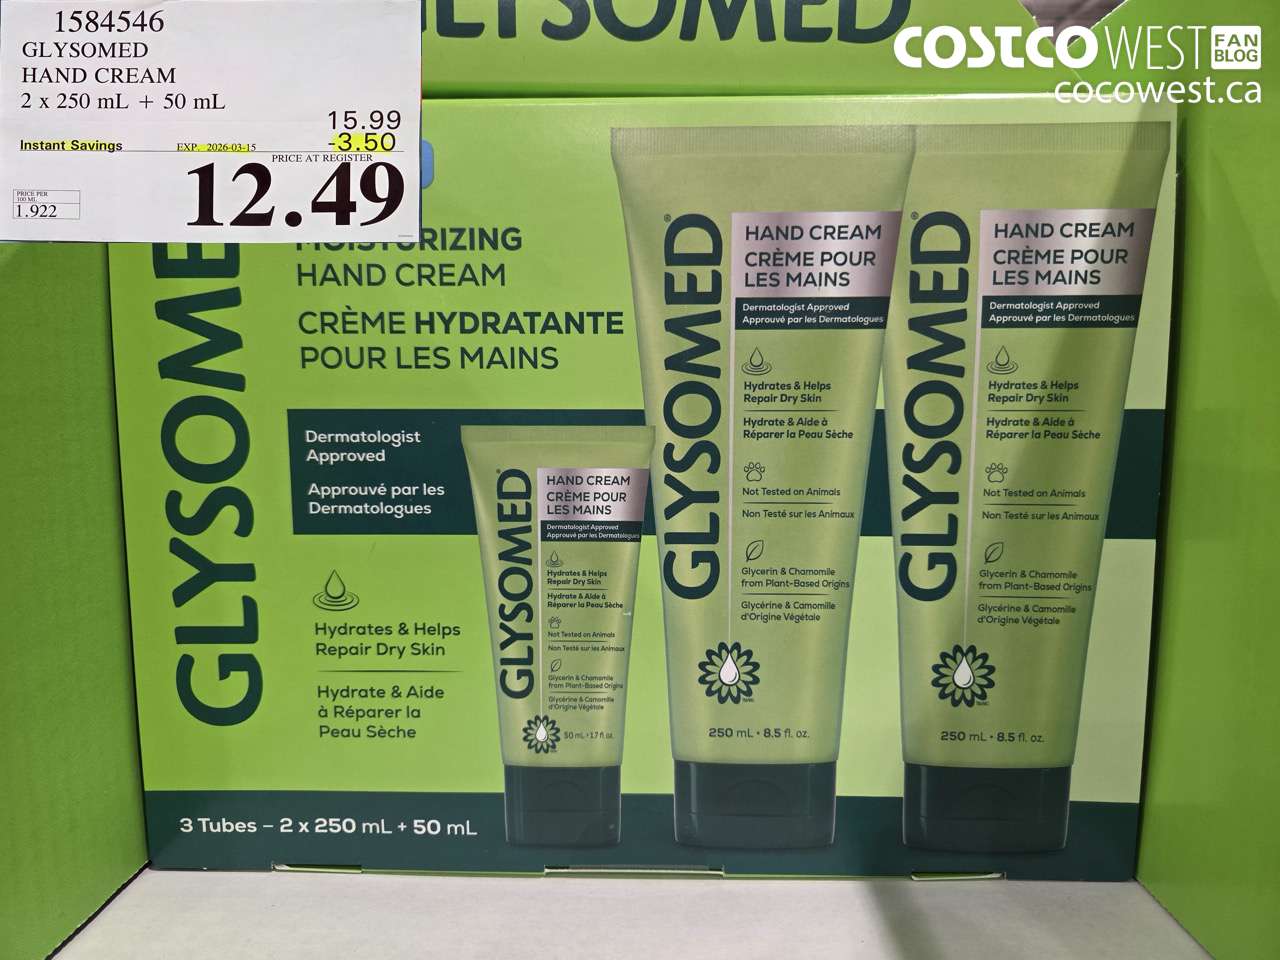 GLYSOMED
COSTCO WEST FAN BLOG
cocowest.ca
1584546
GLYSOMED
HAND CREAM
2 x 250 mL + 50 mL
15.99
Instant Savings EXP. 2026-03-15 -3.50
PRICE AT REGISTER
12.49
PRICE PER
100 ML
1.922
GLYSOMED
MOISTURIZING
HAND CREAM
CRÈME HYDRATANTE
POUR LES MAINS
Dermatologist
Approved
Approuvé par les
Dermatologues
Hydrates & Helps
Repair Dry Skin
Hydrate & Aide
à Réparer la
Peau Sèche
3 Tubes – 2 x 250 mL + 50 mL
GLYSOMED®
HAND CREAM
CRÈME POUR
LES MAINS
Dermatologist Approved
Approuvé par les Dermatologues
Hydrates & Helps
Repair Dry Skin
Hydrate & Aide à
Réparer la Peau Sèche
Not Tested on Animals
Non Testé sur les Animaux
Glycerin & Chamomile
from Plant-Based Origins
Glycérine & Camomille
d'Origine Végétale
50 mL • 1.7 fl. oz.
GLYSOMED®
HAND CREAM
CRÈME POUR
LES MAINS
Dermatologist Approved
Approuvé par les Dermatologues
Hydrates & Helps
Repair Dry Skin
Hydrate & Aide à
Réparer la Peau Sèche
Not Tested on Animals
Non Testé sur les Animaux
Glycerin & Chamomile
from Plant-Based Origins
Glycérine & Camomille
d'Origine Végétale
250 mL • 8.5 fl. oz.
GLYSOMED®
HAND CREAM
CRÈME POUR
LES MAINS
Dermatologist Approved
Approuvé par les Dermatologues
Hydrates & Helps
Repair Dry Skin
Hydrate & Aide à
Réparer la Peau Sèche
Not Tested on Animals
Non Testé sur les Animaux
Glycerin & Chamomile
from Plant-Based Origins
Glycérine & Camomille
d'Origine Végétale
250 mL • 8.5 fl. oz.